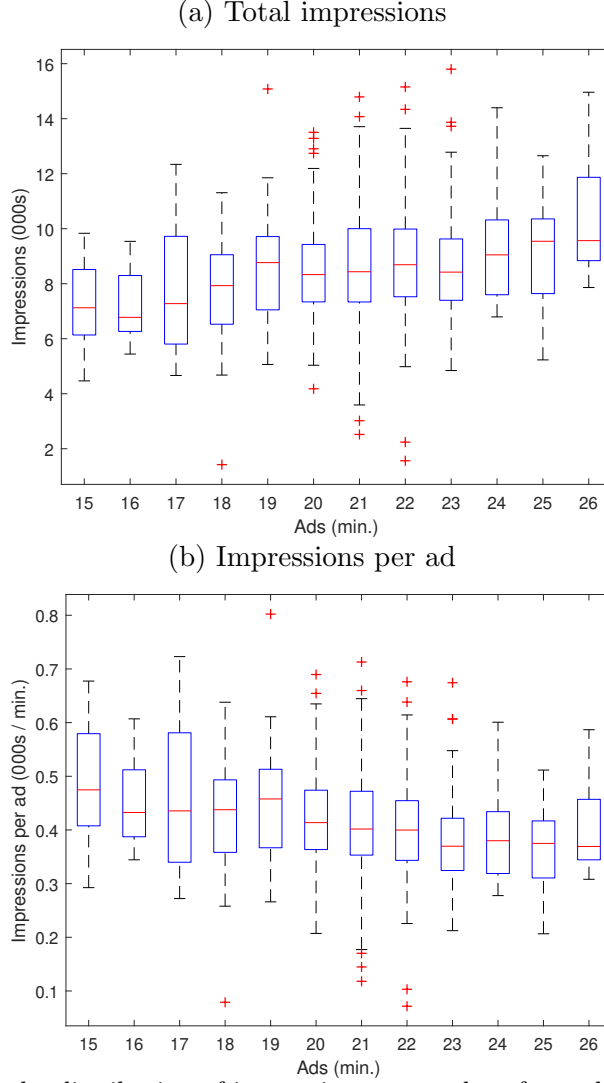 (a) Total impressions
16
14
12
10
8
6
4
2
Impressions (000s)
15 16 17 18 19 20 21 22 23 24 25 26
Ads (min.)
(b) Impressions per ad
0.8
0.7
0.6
0.5
0.4
0.3
0.2
0.1
Impressions per ad (000s / min.)
15 16 17 18 19 20 21 22 23 24 25 26
Ads (min.)